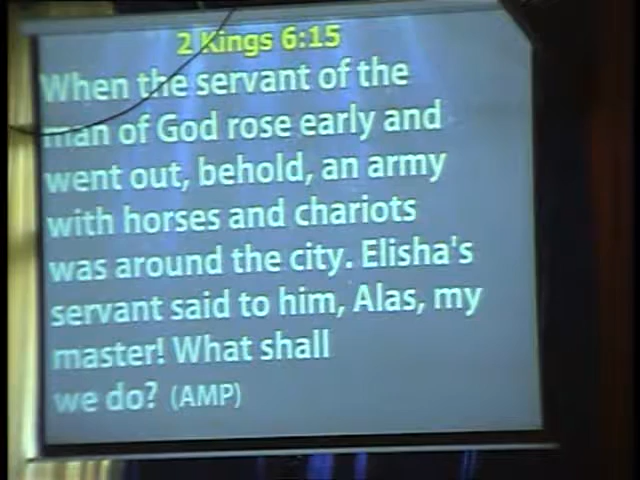 2 Kings 6:15
When the servant of the
man of God rose early and
went out, behold, an army
with horses and chariots
was around the city. Elisha's
servant said to him, Alas, my
master! What shall
we do? (AMP)